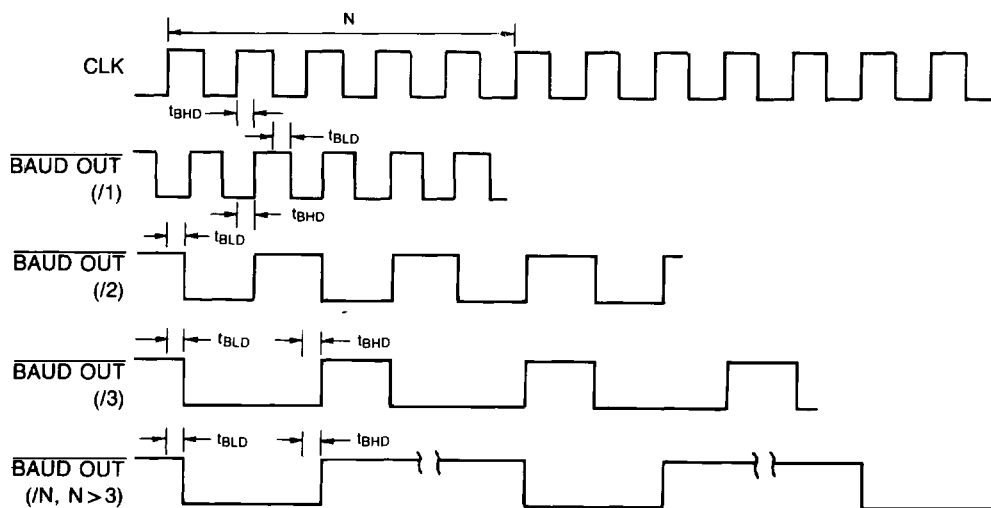 N
CLK
tBHD
tBLD
BAUD OUT
(/1)
tBHD
tBLD
BAUD OUT
(/2)
tBLD
tBHD
BAUD OUT
(/3)
tBLD
tBHD
BAUD OUT
(/N, N>3)